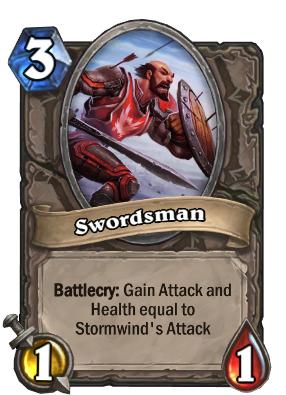 3
Swordsman
Battlecry: Gain Attack and
Health equal to
Stormwind's Attack
1
1